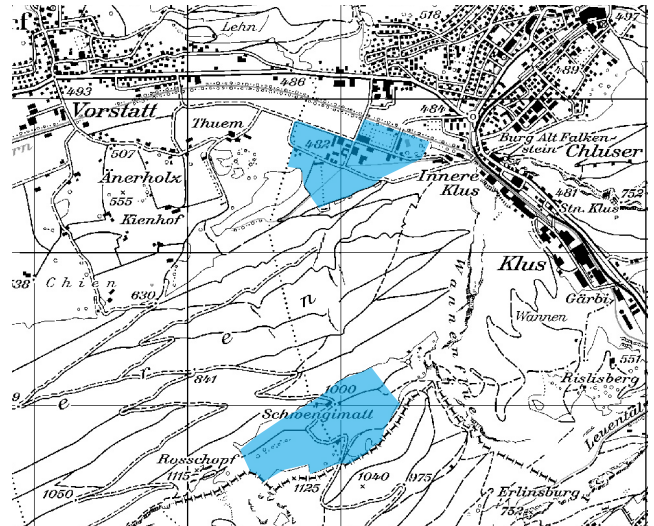 Lehn
518
497
f
493
486
489
Vorstatt
484
Thuem
482
Burg Alt Falken-
stein
Chluser
507
Innere
Klus
Änerholz
555
481
752
Stn. Klus
Kienhof
Klus
538
Chien
Gärbi
630
n
Wannen
Wannen
e
r
551
841
Rislisberg
9
1000
e
Schwengimatt
Leuental
Rosschopf
1115
975
1050
1125
1040
Erlinsburg
752